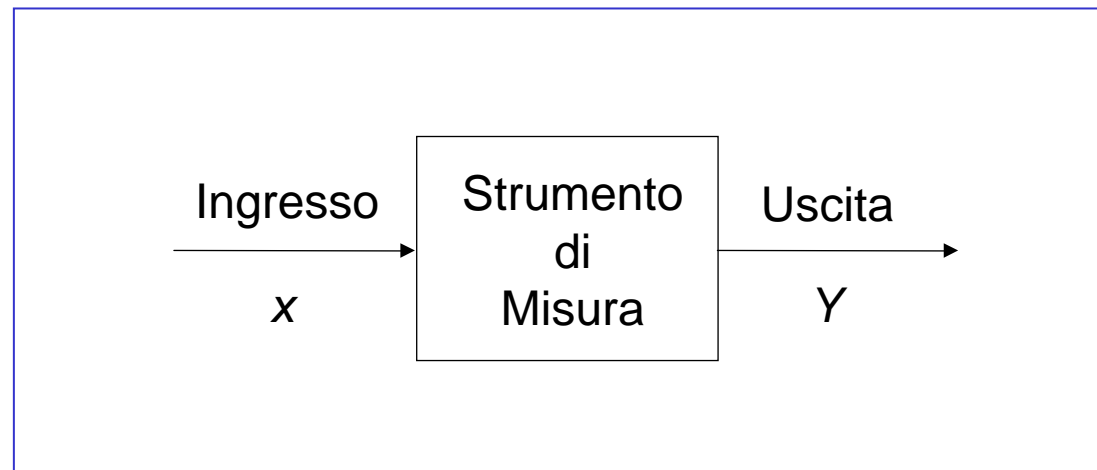 Ingresso
x
Strumento
di
Misura
Uscita
Y